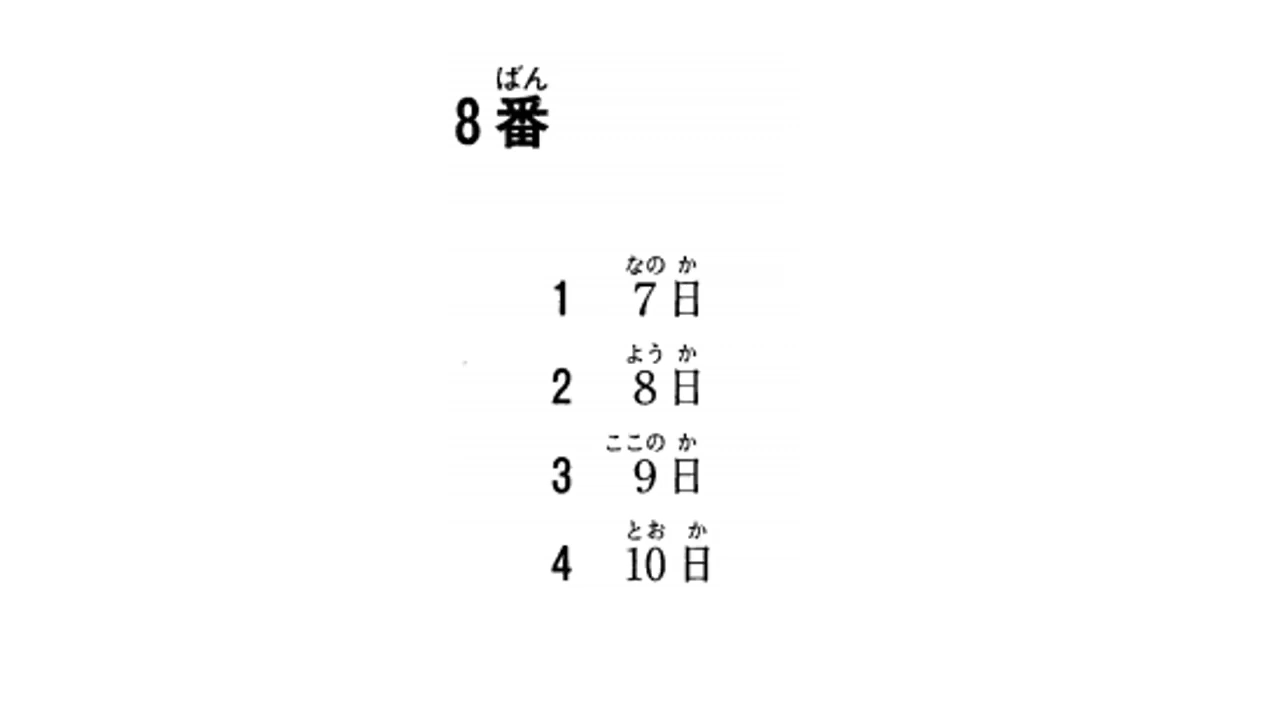 ばん
8番
なのか
1 7日
ようか
2 8日
ここのか
3 9日
とおか
4 10日